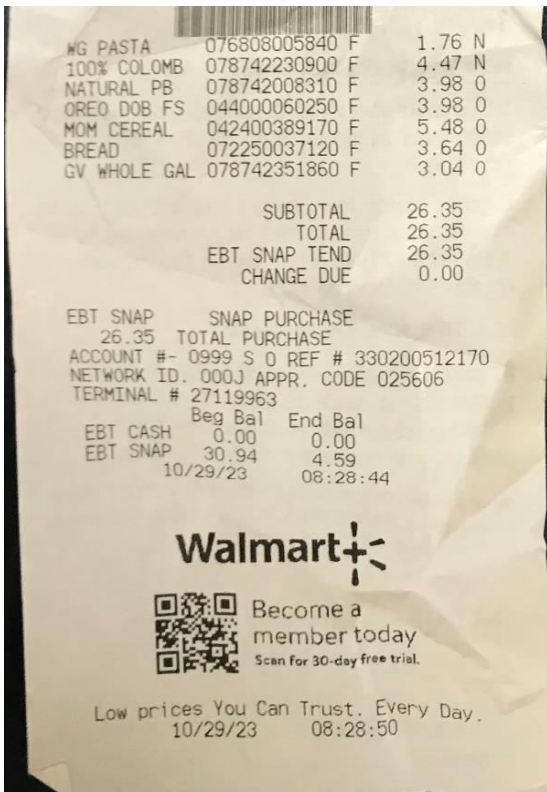 WG PASTA 076808005840 F 1.76 N
100% COLOMB 078742230900 F 4.47 N
NATURAL PB 078742008310 F 3.98 O
OREO DOB FS 044000060250 F 3.98 O
MOM CEREAL 042400389170 F 5.48 O
BREAD 072250037120 F 3.64 O
GV WHOLE GAL 078742351860 F 3.04 O
SUBTOTAL 26.35
TOTAL 26.35
EBT SNAP TEND 26.35
CHANGE DUE 0.00
EBT SNAP SNAP PURCHASE
26.35 TOTAL PURCHASE
ACCOUNT #- 0999 S O REF # 330200512170
NETWORK ID. 000J APPR. CODE 025606
TERMINAL # 27119963
Beg Bal End Bal
EBT CASH 0.00 0.00
EBT SNAP 30.94 4.59
10/29/23 08:28:44
Walmart+
Become a
member today
Scan for 30-day free trial.
Low prices You Can Trust. Every Day.
10/29/23 08:28:50